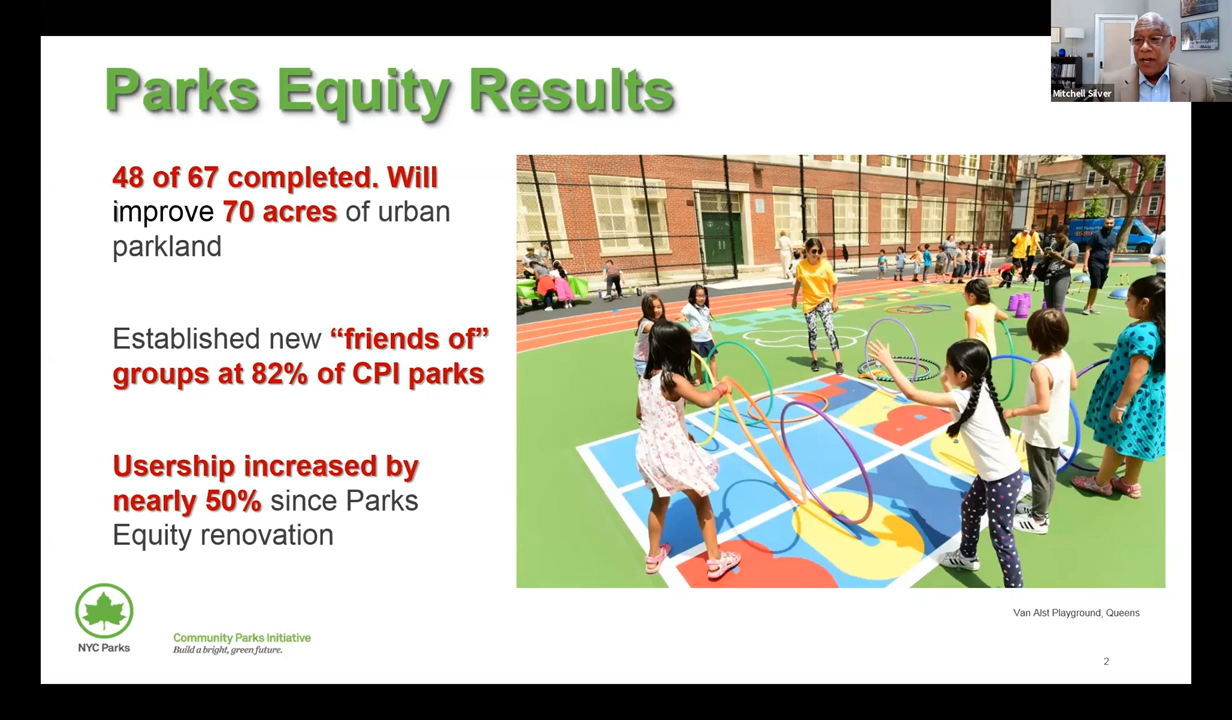 Parks Equity Results
Mitchell Silver
48 of 67 completed. Will
improve 70 acres of urban
parkland
Established new “friends of”
groups at 82% of CPI parks
Usership increased by
nearly 50% since Parks
Equity renovation
Van Alst Playground, Queens
NYC Parks
Community Parks Initiative
Build a bright, green future.
2